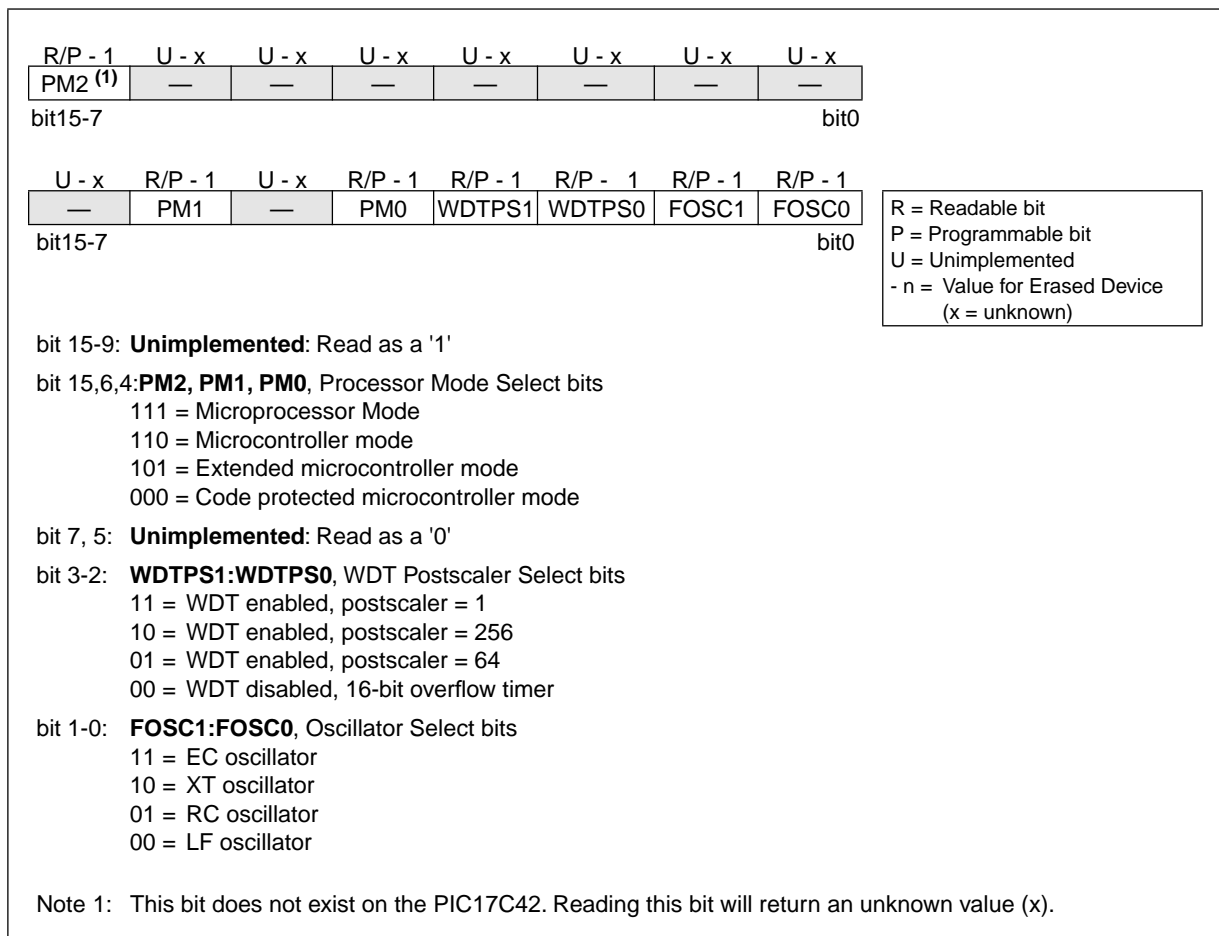 R/P - 1 U - x U - x U - x U - x U - x U - x U - x
PM2 (1) — — — — — — —
bit15-7 bit0
U - x R/P - 1 U - x R/P - 1 R/P - 1 R/P - 1 R/P - 1 R/P - 1
— PM1 — PM0 WDTPS1 WDTPS0 FOSC1 FOSC0
bit15-7 bit0
R = Readable bit
P = Programmable bit
U = Unimplemented
- n = Value for Erased Device
(x = unknown)
bit 15-9: Unimplemented: Read as a '1'
bit 15,6,4:PM2, PM1, PM0, Processor Mode Select bits
111 = Microprocessor Mode
110 = Microcontroller mode
101 = Extended microcontroller mode
000 = Code protected microcontroller mode
bit 7, 5: Unimplemented: Read as a '0'
bit 3-2: WDTPS1:WDTPS0, WDT Postscaler Select bits
11 = WDT enabled, postscaler = 1
10 = WDT enabled, postscaler = 256
01 = WDT enabled, postscaler = 64
00 = WDT disabled, 16-bit overflow timer
bit 1-0: FOSC1:FOSC0, Oscillator Select bits
11 = EC oscillator
10 = XT oscillator
01 = RC oscillator
00 = LF oscillator
Note 1: This bit does not exist on the PIC17C42. Reading this bit will return an unknown value (x).